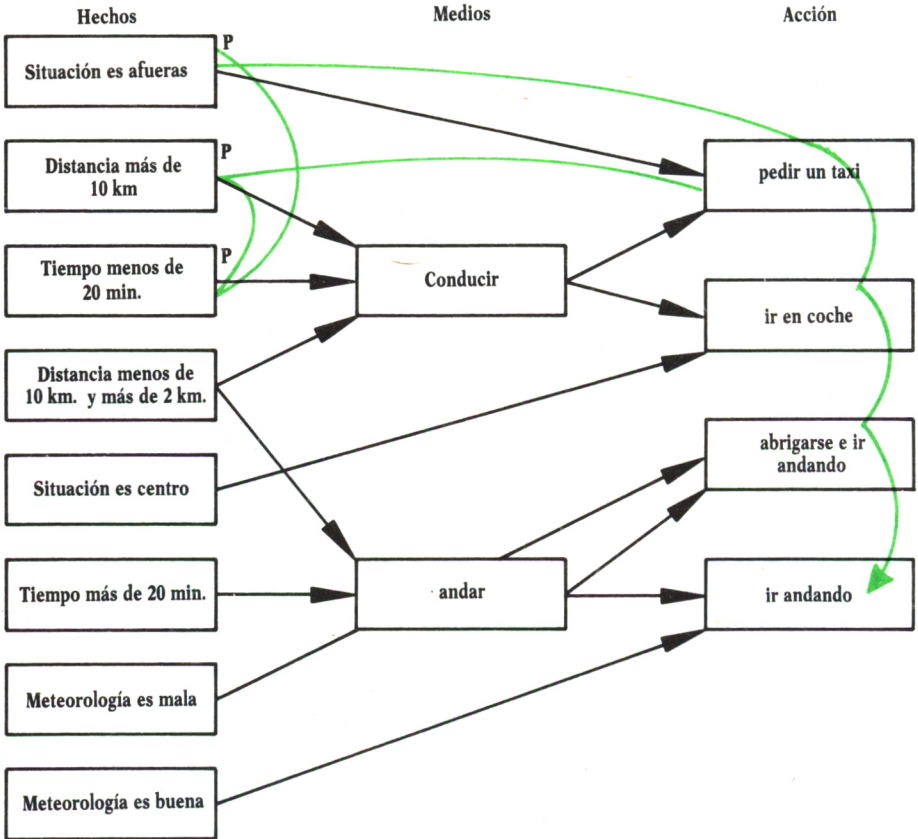 Hechos
Medios
Acción
P
Situación es afueras
P
Distancia más de
10 km
pedir un taxi
P
Tiempo menos de
20 min.
Conducir
ir en coche
Distancia menos de
10 km. y más de 2 km.
abrigarse e ir
andando
Situación es centro
Tiempo más de 20 min.
andar
ir andando
Meteorología es mala
Meteorología es buena